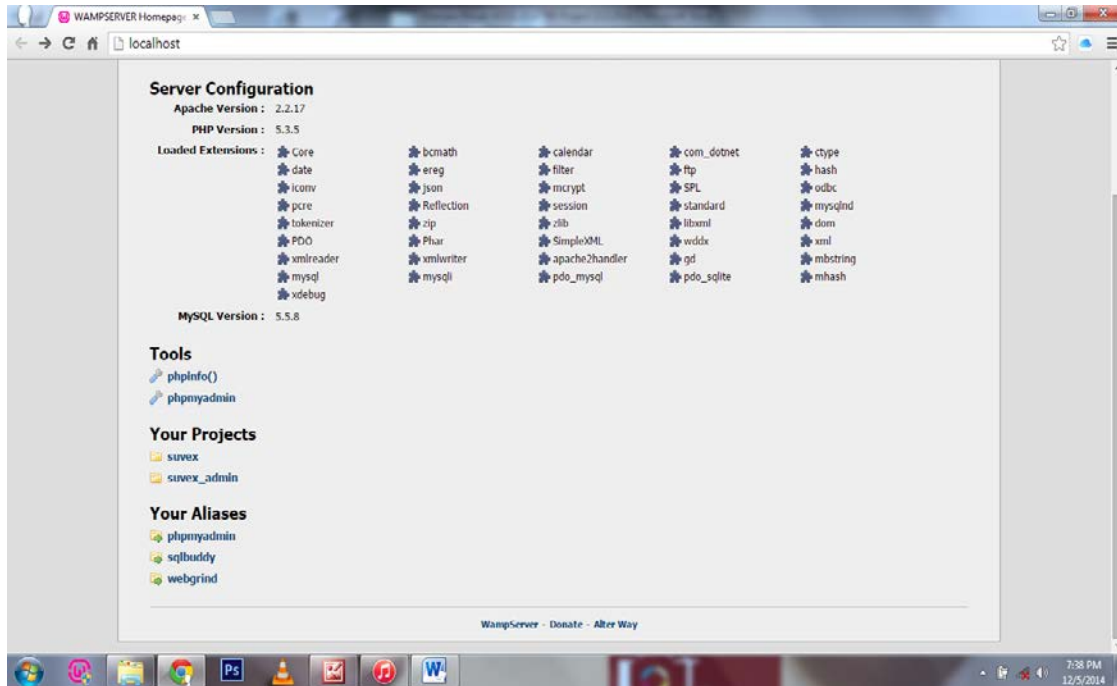 WAMPSERVER Homepage
localhost
Server Configuration
Apache Version : 2.2.17
PHP Version : 5.3.5
Loaded Extensions : Core bcmath calendar com_dotnet ctype
date ereg filter ftp hash
iconv json mcrypt SPL odbc
pcre Reflection session standard mysqlnd
tokenizer zip zlib libxml dom
PDO Phar SimpleXML wddx xml
xmlreader xmlwriter apache2handler gd mbstring
mysql mysqli pdo_mysql pdo_sqlite mhash
xdebug
MySQL Version : 5.5.8
Tools
phpinfo()
phpmyadmin
Your Projects
suvex
suvex_admin
Your Aliases
phpmyadmin
sqlbuddy
webgrind
WampServer - Donate - Alter Way
Ps
W
7:38 PM
12/5/2014